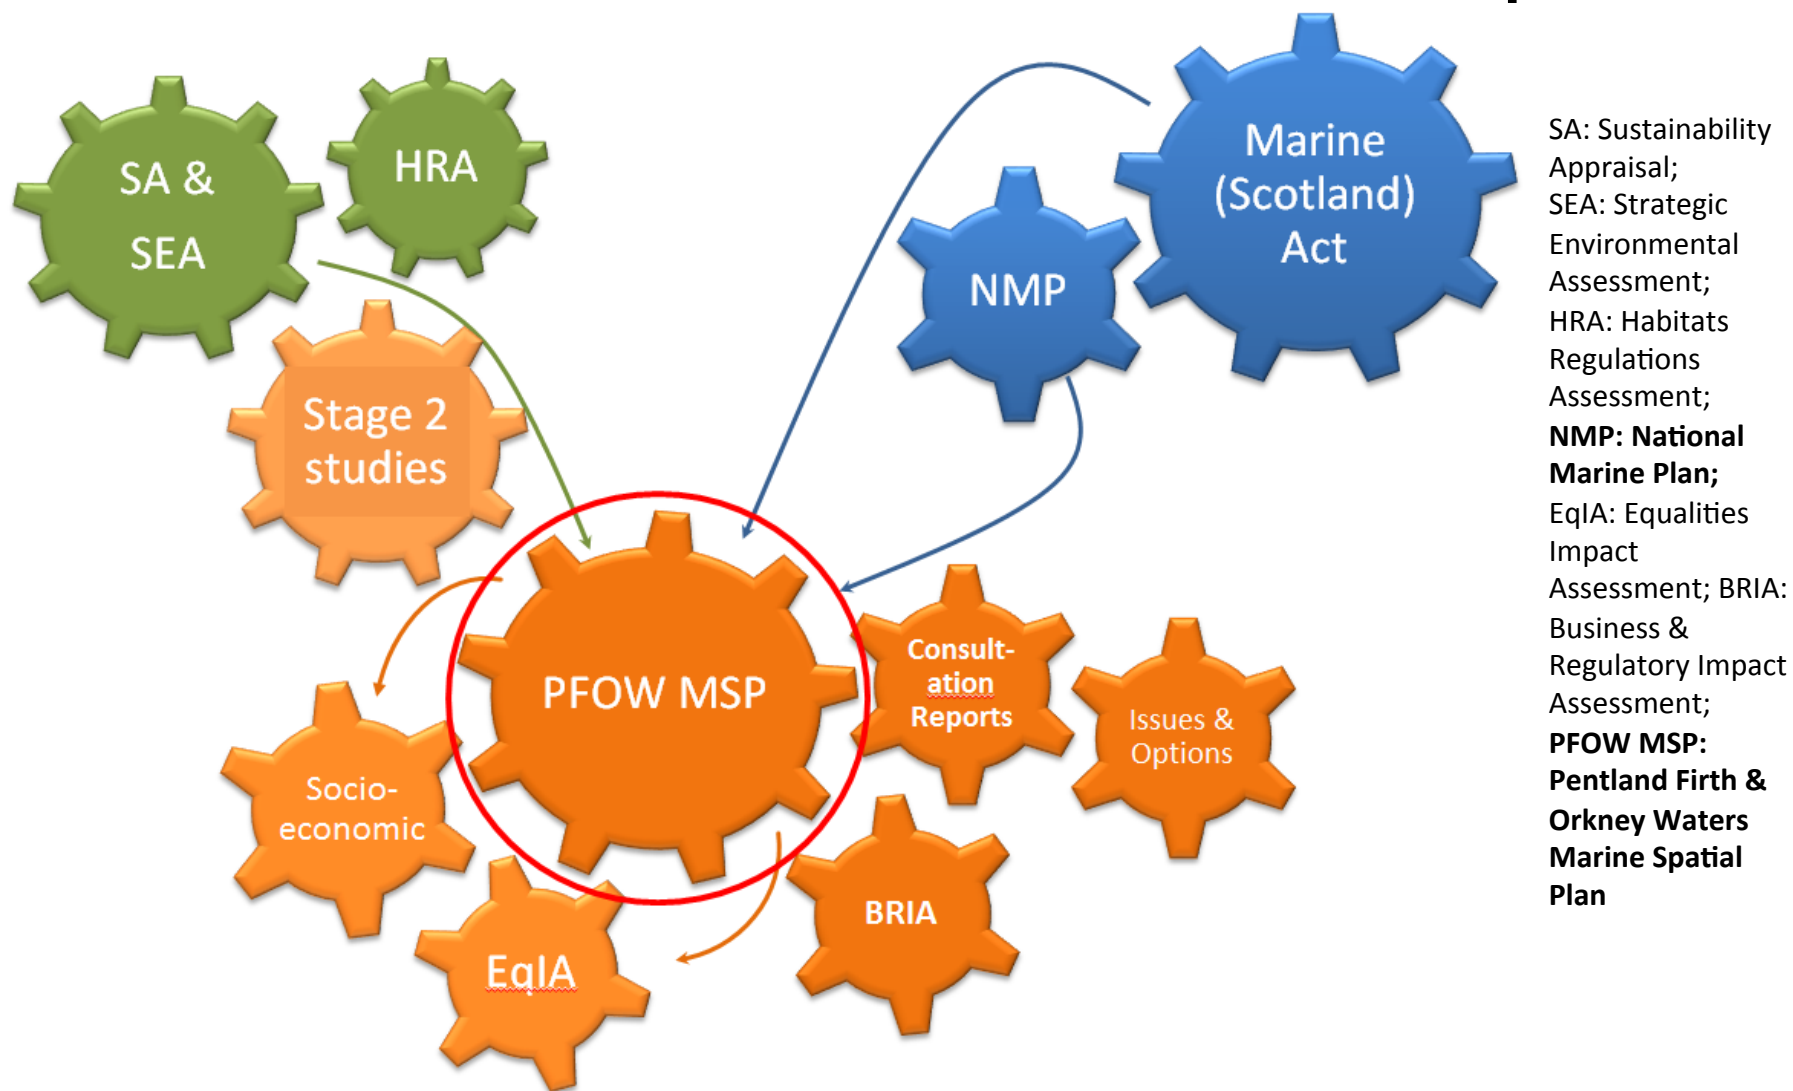 SA &
SEA
HRA
Marine
(Scotland)
Act
NMP
Stage 2
studies
PFOW MSP
Consult-
ation
Reports
Issues &
Options
Socio-
economic
EqIA
BRIA
SA: Sustainability
Appraisal;
SEA: Strategic
Environmental
Assessment;
HRA: Habitats
Regulations
Assessment;
NMP: National
Marine Plan;
EqIA: Equalities
Impact
Assessment; BRIA:
Business &
Regulatory Impact
Assessment;
PFOW MSP:
Pentland Firth &
Orkney Waters
Marine Spatial
Plan